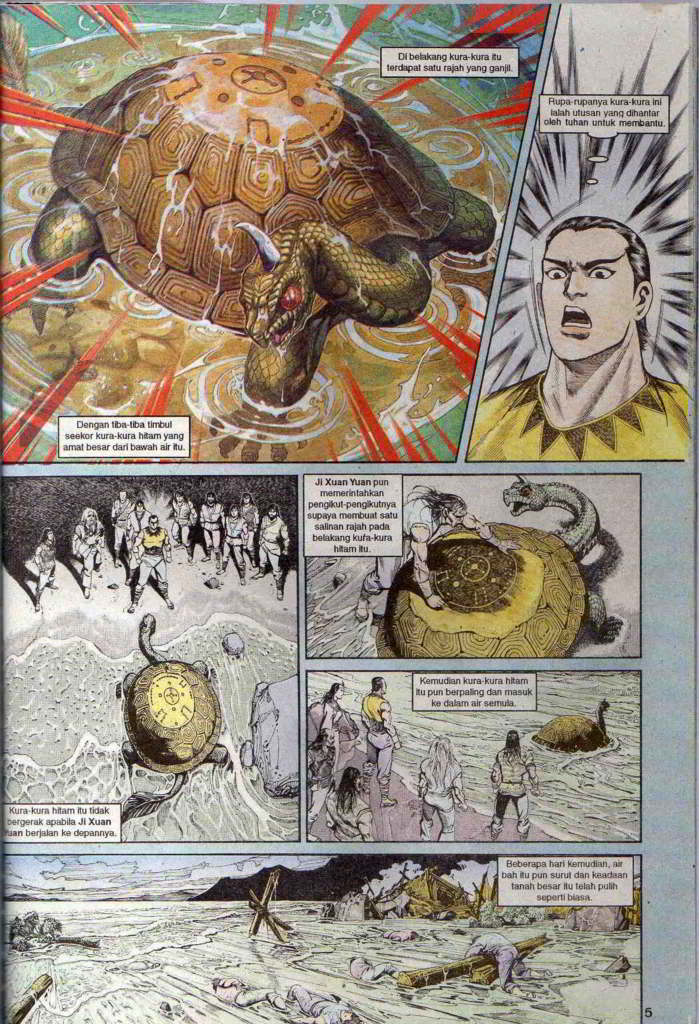 Di belakang kura-kura itu
terdapat satu rajah yang ganjil.
Rupa-rupanya kura-kura ini
ialah utusan yang dihantar
oleh tuhan untuk membantu.
Dengan tiba-tiba timbul
seekor kura-kura hitam yang
amat besar dari bawah air itu.
Ji Xuan Yuan pun
memerintahkan
pengikut-pengikutnya
supaya membuat satu
salinan rajah pada
belakang kura-kura
hitam itu.
Kemudian kura-kura hitam
itu pun berpaling dan masuk
ke dalam air semula.
Kura-kura hitam itu tidak
bergerak apabila Ji Xuan
Yuan berjalan ke depannya.
Beberapa hari kemudian, air
bah itu pun surut dan keadaan
tanah besar itu telah pulih
seperti biasa.
5